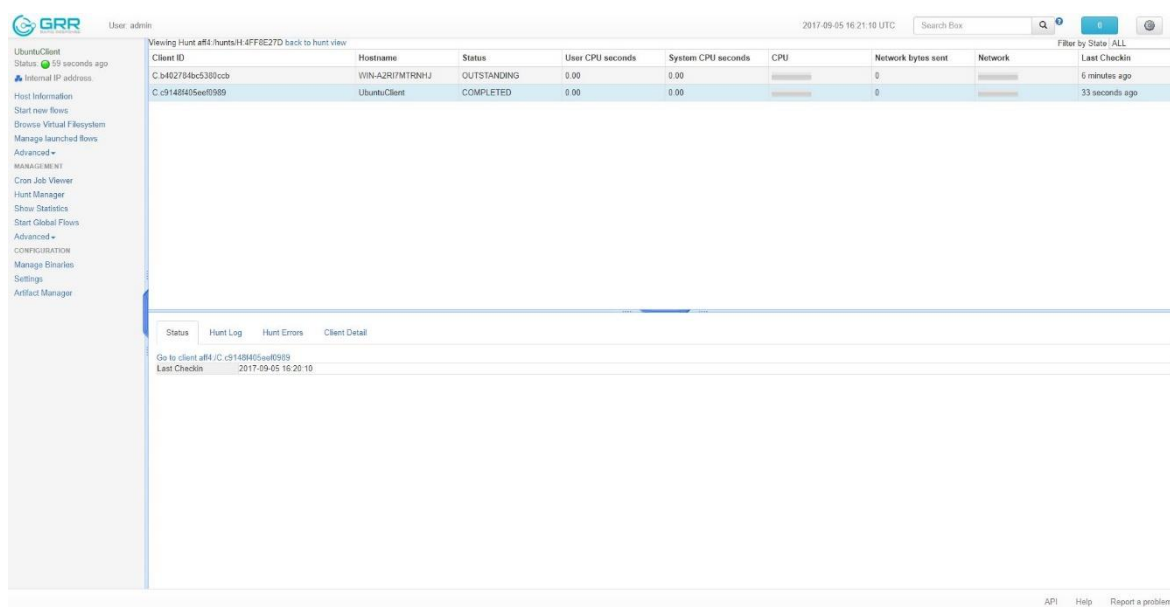 GRR
User: admin
2017-09-05 16:21:10 UTC
Search Box
0
UbuntuClient
Status: 59 seconds ago
Internal IP address.
Host Information
Start new flows
Browse Virtual Filesystem
Manage launched flows
Advanced
MANAGEMENT
Cron Job Viewer
Hunt Manager
Show Statistics
Start Global Flows
Advanced
CONFIGURATION
Manage Binaries
Settings
Artifact Manager
Viewing Hunt aff4:/hunts/H:4FF8E27D back to hunt view
Filter by State ALL
Client ID Hostname Status User CPU seconds System CPU seconds CPU Network bytes sent Network Last Checkin
C.b402784bc5380ccb WIN-A2RI7MTRNHJ OUTSTANDING 0.00 0.00 0 6 minutes ago
C.c9148f405eef0989 UbuntuClient COMPLETED 0.00 0.00 0 33 seconds ago
Status Hunt Log Hunt Errors Client Detail
Go to client aff4:/C.c9148f405eef0989
Last Checkin 2017-09-05 16:20:10
API Help Report a problem